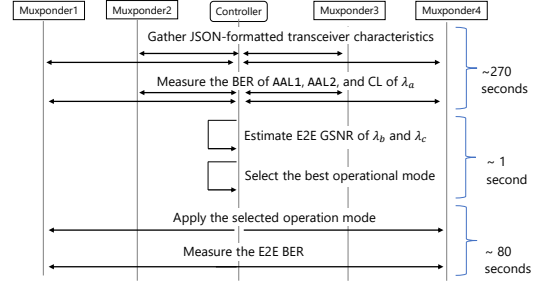 Muxponder1 Muxponder2 Controller Muxponder3 Muxponder4
Gather JSON-formatted transceiver characteristics
Measure the BER of AAL1, AAL2, and CL of λa
~270
seconds
Estimate E2E GSNR of λb and λc
Select the best operational mode
~ 1
second
Apply the selected operation mode
Measure the E2E BER
~ 80
seconds